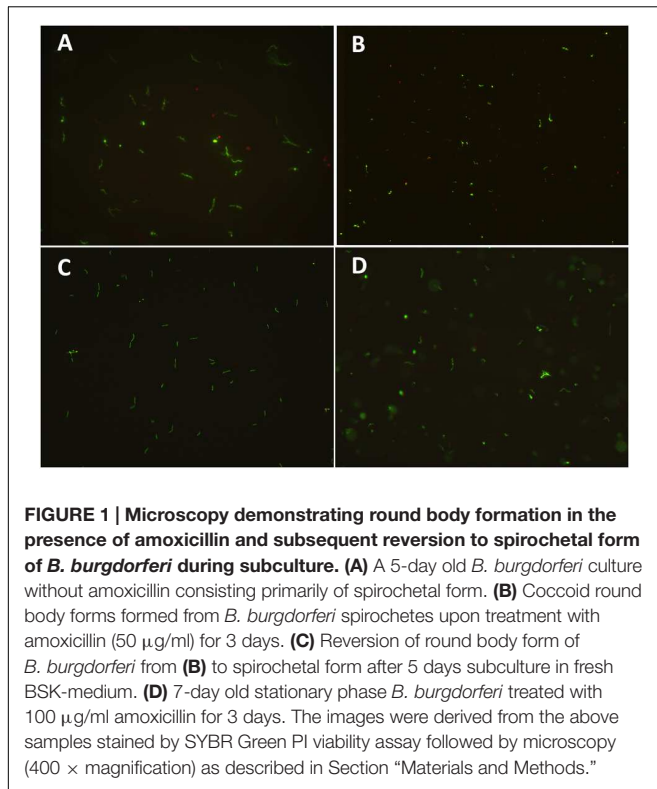 A
B
C
D
FIGURE 1 | Microscopy demonstrating round body formation in the
presence of amoxicillin and subsequent reversion to spirochetal form
of B. burgdorferi during subculture. (A) A 5-day old B. burgdorferi culture
without amoxicillin consisting primarily of spirochetal form. (B) Coccoid round
body forms formed from B. burgdorferi spirochetes upon treatment with
amoxicillin (50 μg/ml) for 3 days. (C) Reversion of round body form of
B. burgdorferi from (B) to spirochetal form after 5 days subculture in fresh
BSK-medium. (D) 7-day old stationary phase B. burgdorferi treated with
100 μg/ml amoxicillin for 3 days. The images were derived from the above
samples stained by SYBR Green PI viability assay followed by microscopy
(400 × magnification) as described in Section “Materials and Methods.”